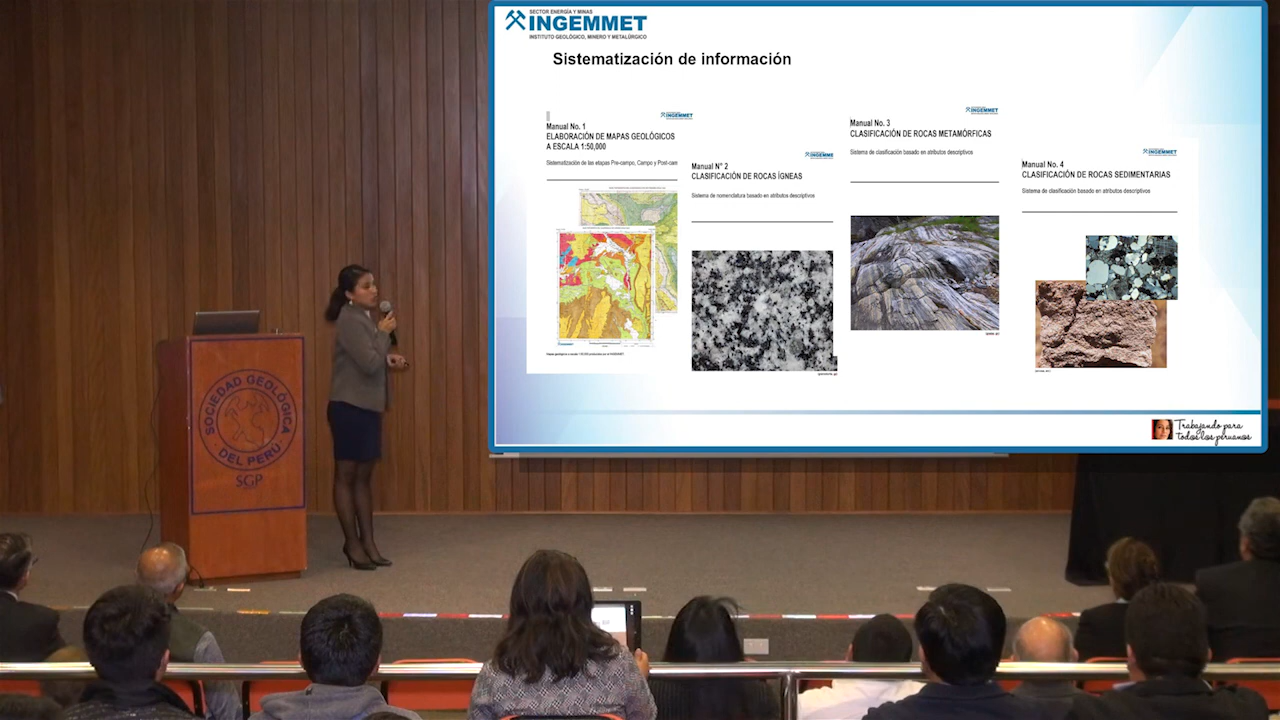 SECTOR ENERGÍA Y MINAS
INGEMMET
INSTITUTO GEOLÓGICO, MINERO Y METALÚRGICO
Sistematización de información
INGEMMET
Manual No. 1
ELABORACIÓN DE MAPAS GEOLÓGICOS
A ESCALA 1:50,000
Sistematización de las etapas Pre-campo, Campo y Post-cam
INGEMME
Manual N° 2
CLASIFICACIÓN DE ROCAS ÍGNEAS
Sistema de nomenclatura basado en atributos descriptivos
INGEMMET
Manual No. 3
CLASIFICACIÓN DE ROCAS METAMÓRFICAS
Sistema de clasificación basado en atributos descriptivos
INGEMMET
Manual No. 4
CLASIFICACIÓN DE ROCAS SEDIMENTARIAS
Sistema de clasificación basado en atributos descriptivos
Trabajando para
todos los peruanos
SOCIEDAD GEOLÓGICA
DEL PERÚ
SGP